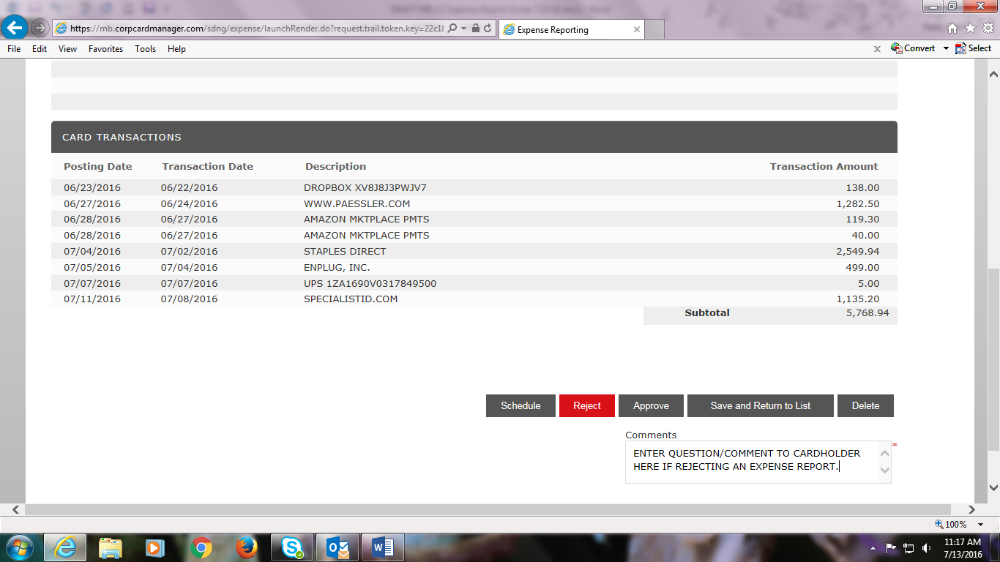 https://mb.corpcardmanager.com/sdng/expense/launchRender.do?request.trail.token.key=22c18
Expense Reporting
File Edit View Favorites Tools Help
x Convert Select
CARD TRANSACTIONS
Posting Date Transaction Date Description Transaction Amount
06/23/2016 06/22/2016 DROPBOX XV8J8J3PWJV7 138.00
06/27/2016 06/24/2016 WWW.PAESSLER.COM 1,282.50
06/28/2016 06/27/2016 AMAZON MKTPLACE PMTS 119.30
06/28/2016 06/27/2016 AMAZON MKTPLACE PMTS 40.00
07/04/2016 07/02/2016 STAPLES DIRECT 2,549.94
07/05/2016 07/04/2016 ENPLUG, INC. 499.00
07/07/2016 07/07/2016 UPS 1ZA1690V0317849500 5.00
07/11/2016 07/08/2016 SPECIALISTID.COM 1,135.20
Subtotal 5,768.94
Schedule Reject Approve Save and Return to List Delete
Comments
*
ENTER QUESTION/COMMENT TO CARDHOLDER
HERE IF REJECTING AN EXPENSE REPORT.
100%
11:17 AM
7/13/2016